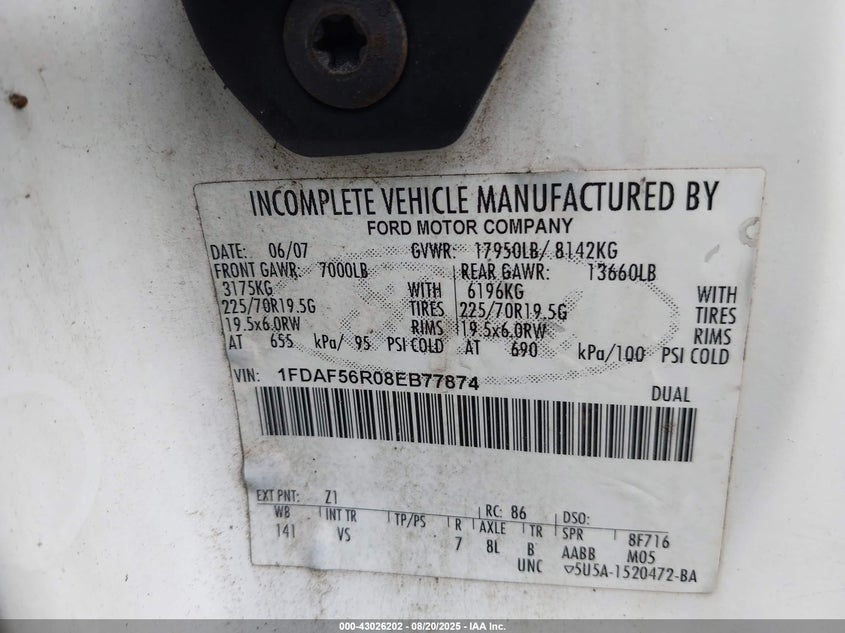 INCOMPLETE VEHICLE MANUFACTURED BY
FORD MOTOR COMPANY
DATE: 06/07 GVWR: 17950LB/ 8142KG
FRONT GAWR: 7000LB REAR GAWR: 13660LB
3175KG WITH 6196KG WITH
225/70R19.5G TIRES 225/70R19.5G TIRES
19.5x6.0RW RIMS 19.5x6.0RW RIMS
AT 655 kPa/ 95 PSI COLD AT 690 kPa/100 PSI COLD
VIN: 1FDAF56R08EB77874 DUAL
EXT PNT: Z1 RC: 86 DSO:
WB INT TR TP/PS R AXLE TR SPR 8F716
141 VS 7 8L B AABB M05
UNC ▽5U5A-1520472-BA
000-43026202 - 08/20/2025 - IAA Inc.